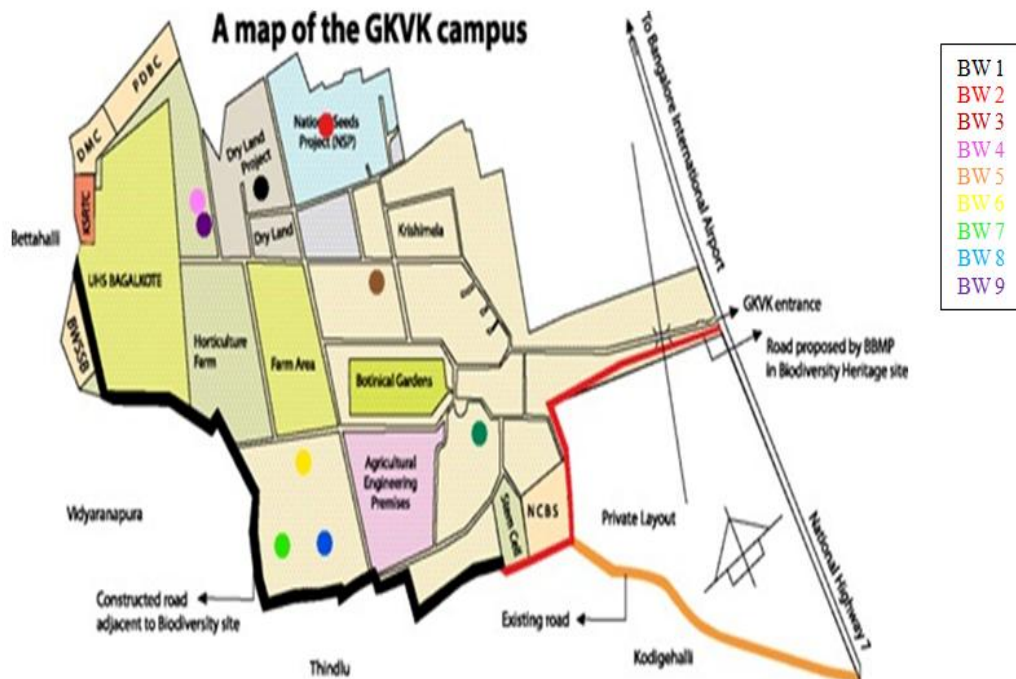 A map of the GKVK campus
PDBC
DMC
KSRTC
Bettahalli
UHS BAGALKOTE
BWSSB
Dry Land
Project
National Seeds
Project (NSP)
Dry Land
Krishimela
Horticulture
Farm
Farm Area
Botinical Gardens
Agricultural
Engineering
Premises
Stem Cell
NCBS
Private Layout
To Bangalore International Airport
GKVK entrance
Road proposed by BBMP
in Biodiversity Heritage site
National Highway 7
Vidyaranapura
Constructed road
adjacent to Biodiversity site
Existing road
Thindlu
Kodigehalli
BW 1
BW 2
BW 3
BW 4
BW 5
BW 6
BW 7
BW 8
BW 9